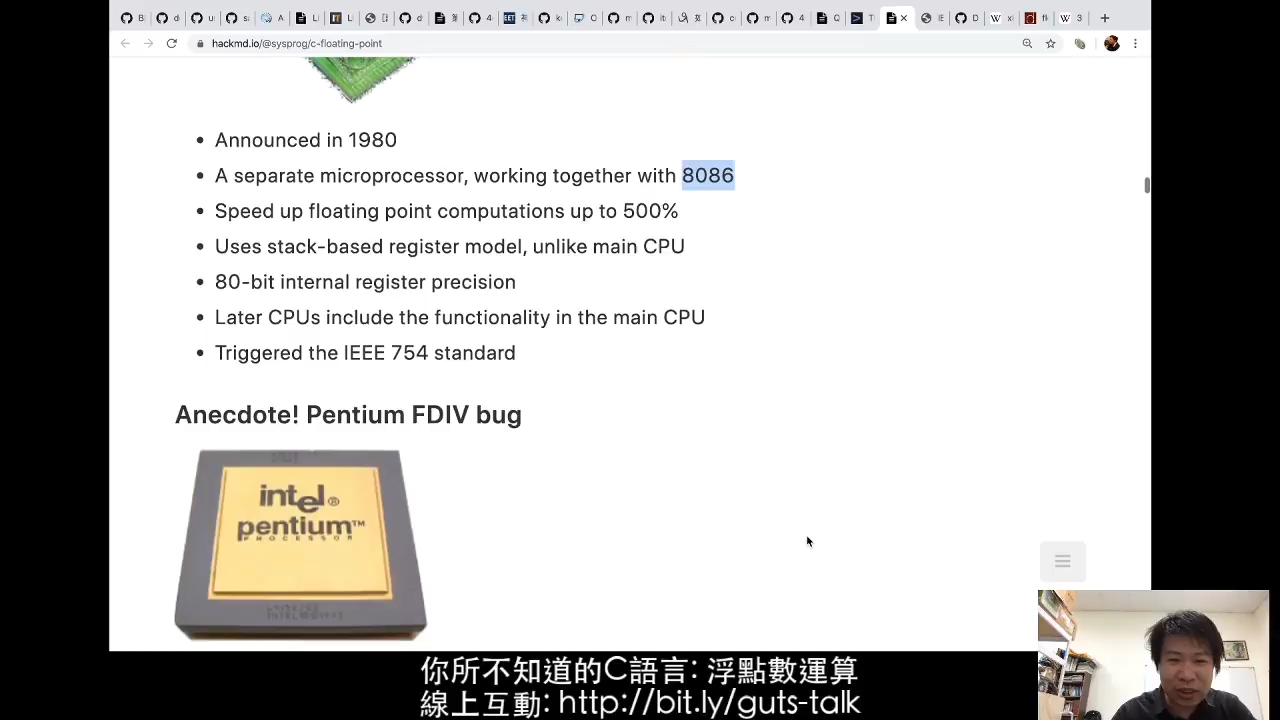 hackmd.io/@sysprog/c-floating-point
• Announced in 1980
• A separate microprocessor, working together with 8086
• Speed up floating point computations up to 500%
• Uses stack-based register model, unlike main CPU
• 80-bit internal register precision
• Later CPUs include the functionality in the main CPU
• Triggered the IEEE 754 standard
Anecdote! Pentium FDIV bug
intel®
pentium™
PROCESSOR
你所不知道的C語言: 浮點數運算
線上互動: http://bit.ly/guts-talk